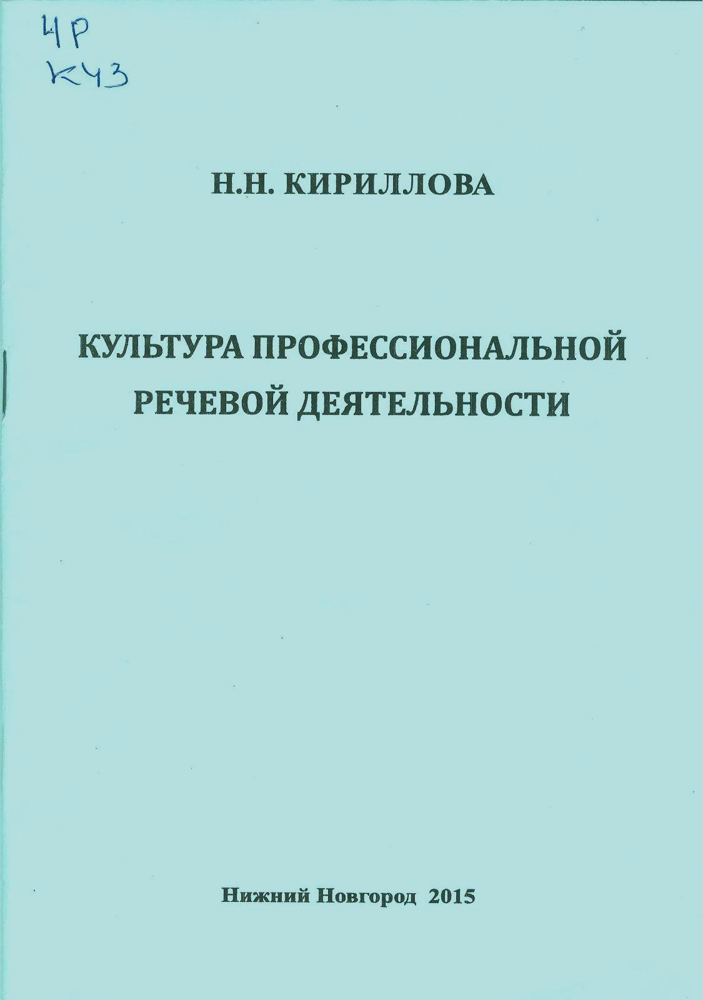 4Р
К43
Н.Н. КИРИЛЛОВА
КУЛЬТУРА ПРОФЕССИОНАЛЬНОЙ
РЕЧЕВОЙ ДЕЯТЕЛЬНОСТИ
Нижний Новгород 2015